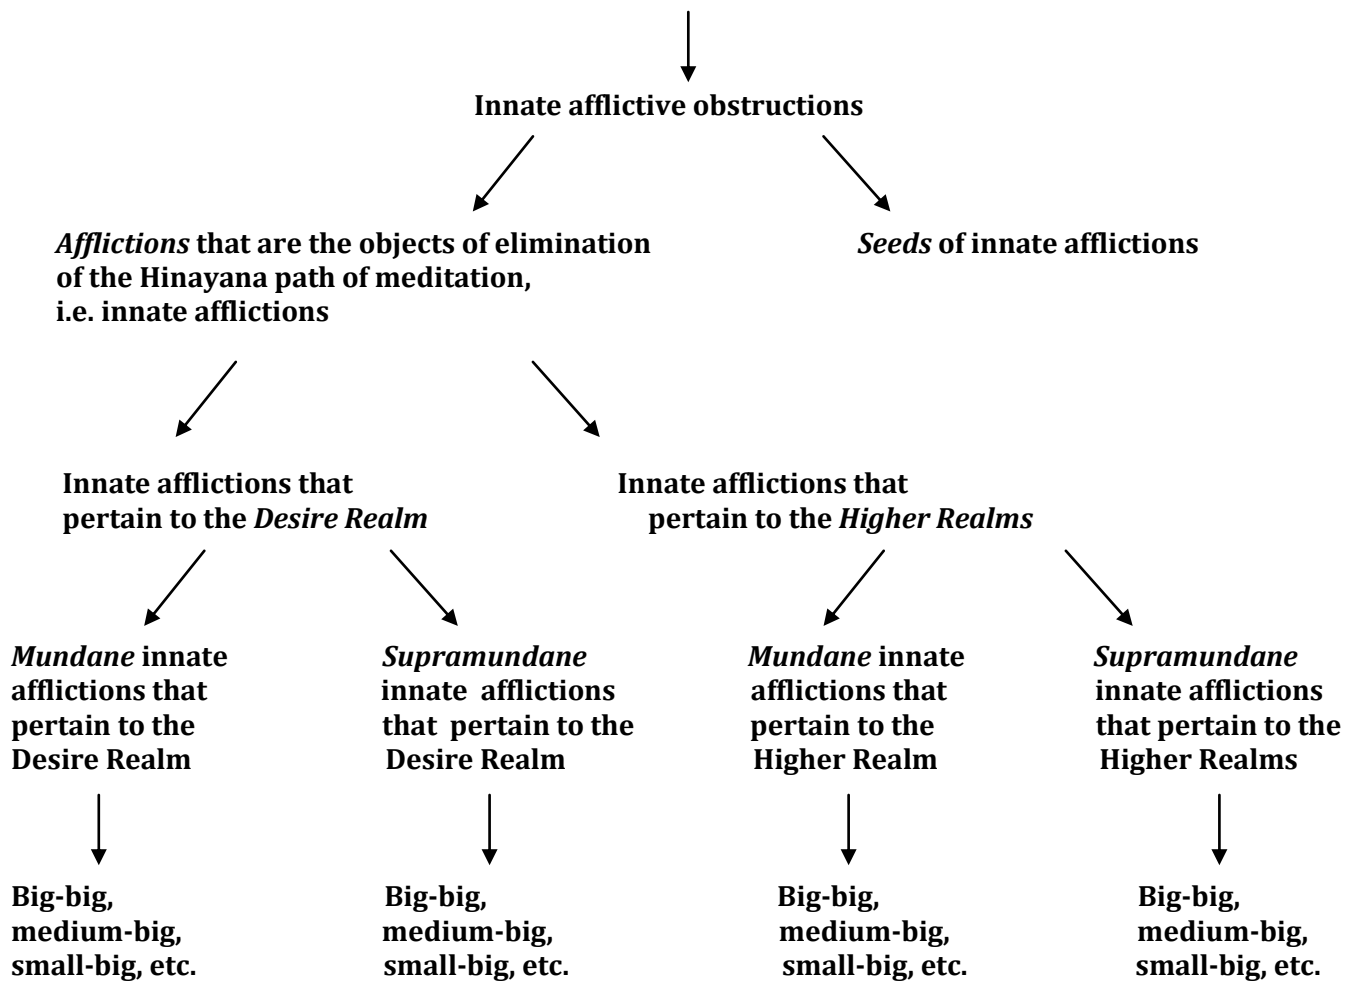 Innate afflictive obstructions
Afflictions that are the objects of elimination
of the Hinayana path of meditation,
i.e. innate afflictions
Seeds of innate afflictions
Innate afflictions that
pertain to the Desire Realm
Innate afflictions that
pertain to the Higher Realms
Mundane innate
afflictions that
pertain to the
Desire Realm
Supramundane
innate afflictions
that pertain to the
Desire Realm
Mundane innate
afflictions that
pertain to the
Higher Realm
Supramundane
innate afflictions
that pertain to the
Higher Realms
Big-big,
medium-big,
small-big, etc.
Big-big,
medium-big,
small-big, etc.
Big-big,
medium-big,
small-big, etc.
Big-big,
medium-big,
small-big, etc.